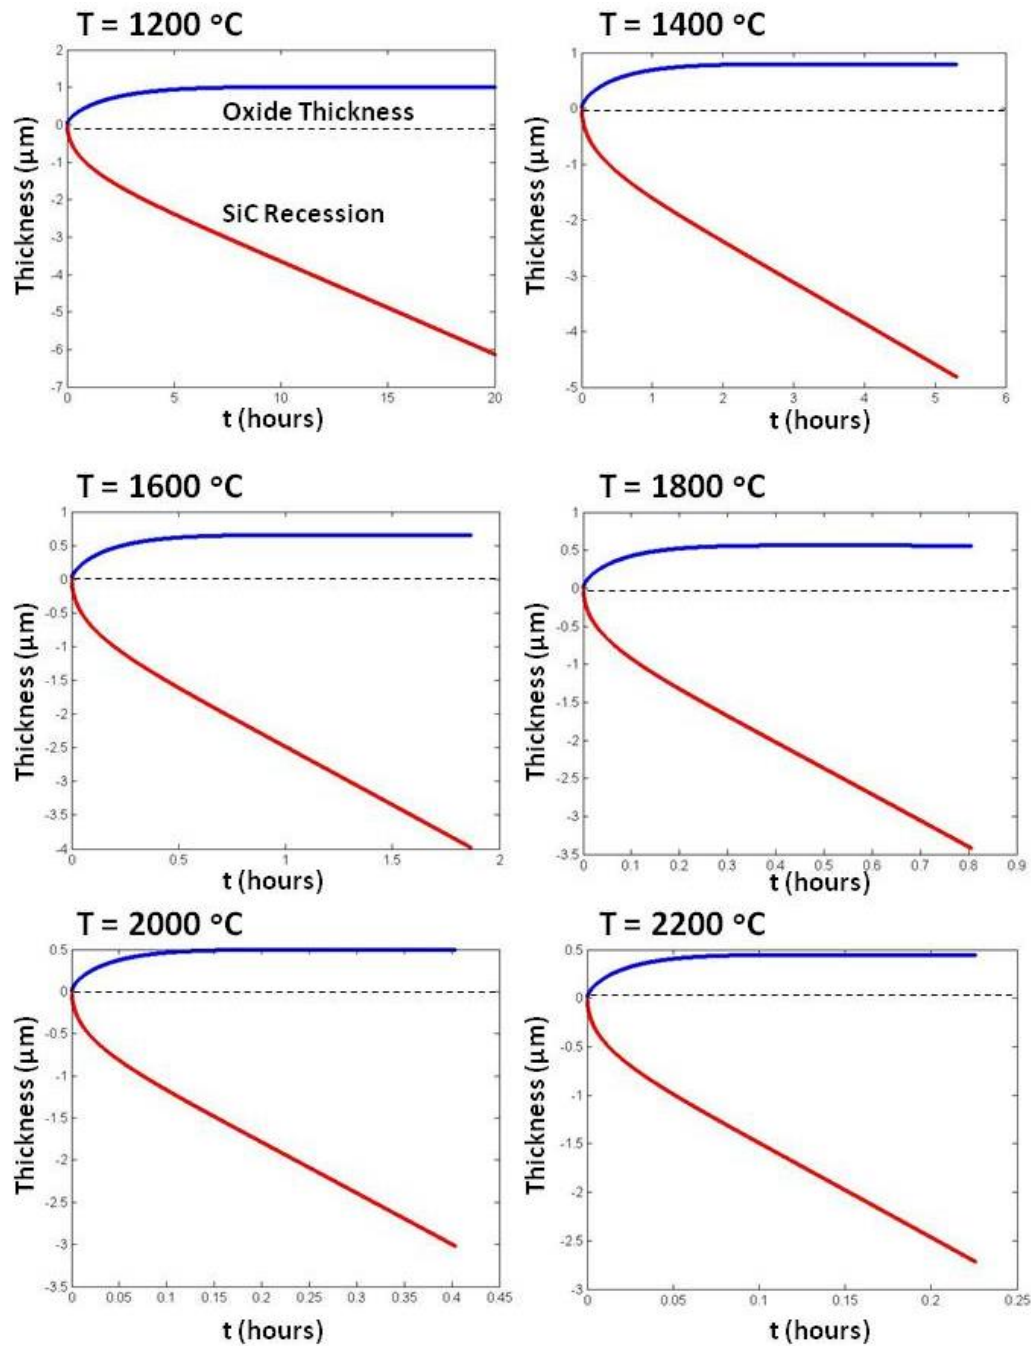 T = 1200 °C
2
1
0
-1
-2
-3
-4
-5
-6
-7
Thickness (μm)
Oxide Thickness
SiC Recession
0 5 10 15 20
t (hours)
T = 1400 °C
1
0
-1
-2
-3
-4
-5
Thickness (μm)
0 1 2 3 4 5 6
t (hours)
T = 1600 °C
1
0.5
0
-0.5
-1
-1.5
-2
-2.5
-3
-3.5
-4
Thickness (μm)
0 0.5 1 1.5 2
t (hours)
T = 1800 °C
1
0.5
0
-0.5
-1
-1.5
-2
-2.5
-3
-3.5
Thickness (μm)
0 0.1 0.2 0.3 0.4 0.5 0.6 0.7 0.8 0.9
t (hours)
T = 2000 °C
0.5
0
-0.5
-1
-1.5
-2
-2.5
-3
-3.5
Thickness (μm)
0 0.05 0.1 0.15 0.2 0.25 0.3 0.35 0.4 0.45
t (hours)
T = 2200 °C
0.5
0
-0.5
-1
-1.5
-2
-2.5
-3
Thickness (μm)
0 0.05 0.1 0.15 0.2 0.25
t (hours)